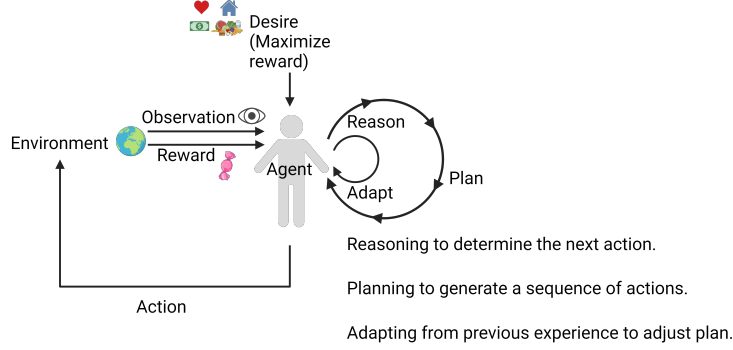 Desire
(Maximize
reward)
Observation
Environment
Reward
Agent
Reason
Adapt
Plan
Action
Reasoning to determine the next action.
Planning to generate a sequence of actions.
Adapting from previous experience to adjust plan.